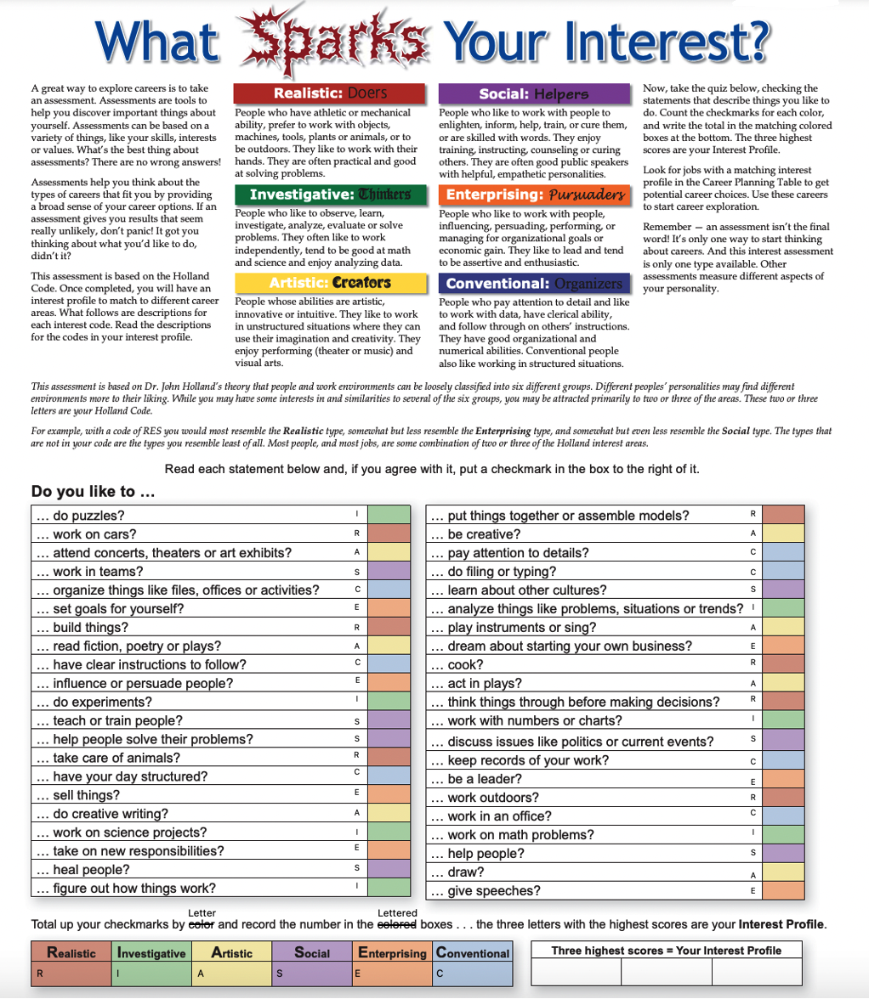 What Sparks Your Interest?
A great way to explore careers is to take
an assessment. Assessments are tools to
help you discover important things about
yourself. Assessments can be based on a
variety of things, like your skills, interests
or values. What's the best thing about
assessments? There are no wrong answers!
Assessments help you think about the
types of careers that fit you by providing
a broad sense of your career options. If an
assessment gives you results that seem
really unlikely, don't panic! It got you
thinking about what you'd like to do,
didn't it?
This assessment is based on the Holland
Code. Once completed, you will have an
interest profile to match to different career
areas. What follows are descriptions for
each interest code. Read the descriptions
for the codes in your interest profile.
Realistic: Doers
People who have athletic or mechanical
ability, prefer to work with objects,
machines, tools, plants or animals, or to
be outdoors. They like to work with their
hands. They are often practical and good
at solving problems.
Investigative: Thinkers
People who like to observe, learn,
investigate, analyze, evaluate or solve
problems. They often like to work
independently, tend to be good at math
and science and enjoy analyzing data.
Artistic: Creators
People whose abilities are artistic,
innovative or intuitive. They like to work
in unstructured situations where they can
use their imagination and creativity. They
enjoy performing (theater or music) and
visual arts.
Social: Helpers
People who like to work with people to
enlighten, inform, help, train, or cure them,
or are skilled with words. They enjoy
training, instructing, counseling or curing
others. They are often good public speakers
with helpful, empathetic personalities.
Enterprising: Pursuaders
People who like to work with people,
influencing, persuading, performing, or
managing for organizational goals or
economic gain. They like to lead and tend
to be assertive and enthusiastic.
Conventional: Organizers
People who pay attention to detail and like
to work with data, have clerical ability,
and follow through on others' instructions.
They have good organizational and
numerical abilities. Conventional people
also like working in structured situations.
Now, take the quiz below, checking the
statements that describe things you like to
do. Count the checkmarks for each color,
and write the total in the matching colored
boxes at the bottom. The three highest
scores are your Interest Profile.
Look for jobs with a matching interest
profile in the Career Planning Table to get
potential career choices. Use these careers
to start career exploration.
Remember — an assessment isn't the final
word! It's only one way to start thinking
about careers. And this interest assessment
is only one type available. Other
assessments measure different aspects of
your personality.
This assessment is based on Dr. John Holland's theory that people and work environments can be loosely classified into six different groups. Different peoples' personalities may find different
environments more to their liking. While you may have some interests in and similarities to several of the six groups, you may be attracted primarily to two or three of the areas. These two or three
letters are your Holland Code.
For example, with a code of RES you would most resemble the Realistic type, somewhat but less resemble the Enterprising type, and somewhat but even less resemble the Social type. The types that
are not in your code are the types you resemble least of all. Most people, and most jobs, are some combination of two or three of the Holland interest areas.
Read each statement below and, if you agree with it, put a checkmark in the box to the right of it.
Do you like to …
… do puzzles? I
… work on cars? R
… attend concerts, theaters or art exhibits? A
… work in teams? S
… organize things like files, offices or activities? C
… set goals for yourself? E
… build things? R
… read fiction, poetry or plays? A
… have clear instructions to follow? C
… influence or persuade people? E
… do experiments? I
… teach or train people? S
… help people solve their problems? S
… take care of animals? R
… have your day structured? C
… sell things? E
… do creative writing? A
… work on science projects? I
… take on new responsibilities? E
… heal people? S
… figure out how things work? I
… put things together or assemble models? R
… be creative? A
… pay attention to details? C
… do filing or typing? C
… learn about other cultures? S
… analyze things like problems, situations or trends? I
… play instruments or sing? A
… dream about starting your own business? E
… cook? R
… act in plays? A
… think things through before making decisions? R
… work with numbers or charts? I
… discuss issues like politics or current events? S
… keep records of your work? C
… be a leader? E
… work outdoors? R
… work in an office? C
… work on math problems? I
… help people? S
… draw? A
… give speeches? E
Letter Lettered
Total up your checkmarks by color and record the number in the colored boxes . . . the three letters with the highest scores are your Interest Profile.
Realistic Investigative Artistic Social Enterprising Conventional
R I A S E C
Three highest scores = Your Interest Profile